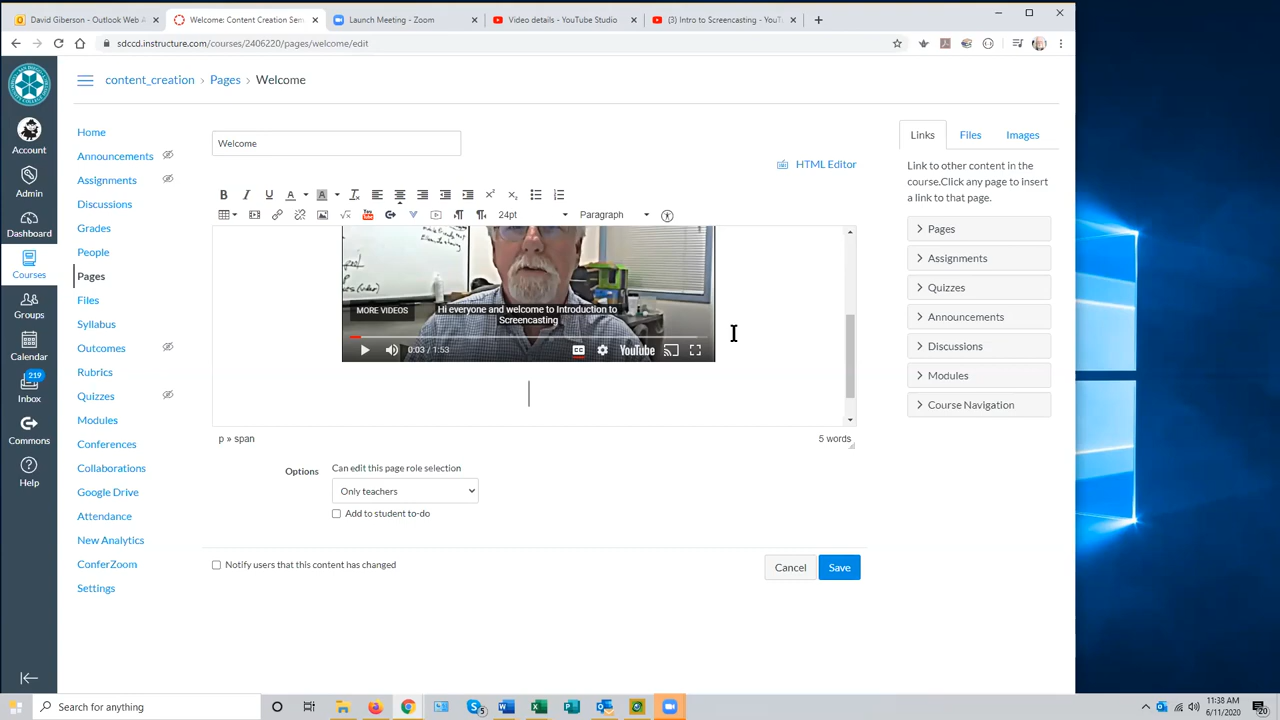 David Giberson - Outlook Web A
Welcome: Content Creation Sem
Launch Meeting - Zoom
Video details - YouTube Studio
(3) Intro to Screencasting - YouTu
sdccd.instructure.com/courses/2406220/pages/welcome/edit
content_creation > Pages > Welcome
Account
Admin
Dashboard
Courses
Groups
Calendar
219
Inbox
Commons
Help
Home
Announcements
Assignments
Discussions
Grades
People
Pages
Files
Syllabus
Outcomes
Rubrics
Quizzes
Modules
Conferences
Collaborations
Google Drive
Attendance
New Analytics
ConferZoom
Settings
Welcome
HTML Editor
B I U A A
24pt Paragraph
MORE VIDEOS
Hi everyone and welcome to Introduction to
Screencasting
0:03 / 1:53
CC
YouTube
p » span
5 words
Options
Can edit this page role selection
Only teachers
Add to student to-do
Notify users that this content has changed
Cancel
Save
Links
Files
Images
Link to other content in the
course.Click any page to insert
a link to that page.
Pages
Assignments
Quizzes
Announcements
Discussions
Modules
Course Navigation
Search for anything
5
11:38 AM
6/11/2020
20